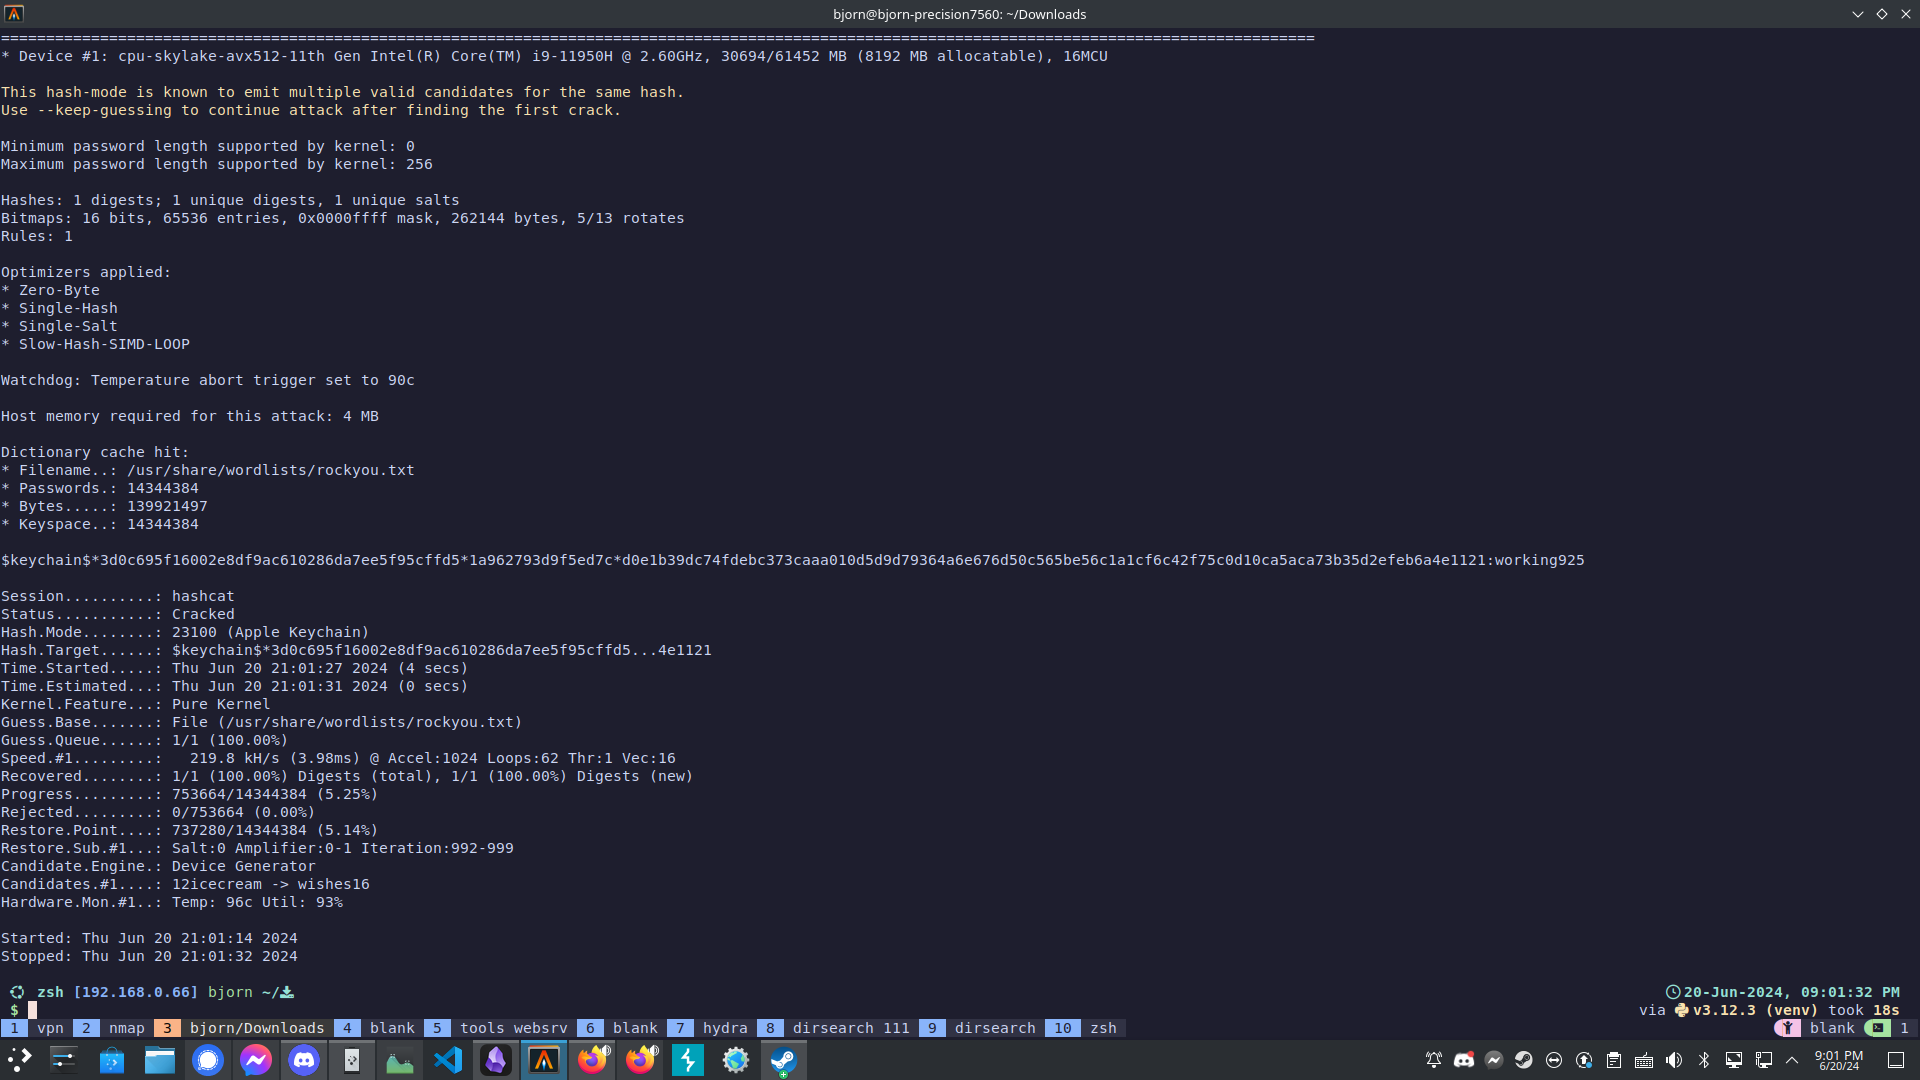 bjorn@bjorn-precision7560: ~/Downloads
==================================================================================================================================================
* Device #1: cpu-skylake-avx512-11th Gen Intel(R) Core(TM) i9-11950H @ 2.60GHz, 30694/61452 MB (8192 MB allocatable), 16MCU
This hash-mode is known to emit multiple valid candidates for the same hash.
Use --keep-guessing to continue attack after finding the first crack.
Minimum password length supported by kernel: 0
Maximum password length supported by kernel: 256
Hashes: 1 digests; 1 unique digests, 1 unique salts
Bitmaps: 16 bits, 65536 entries, 0x0000ffff mask, 262144 bytes, 5/13 rotates
Rules: 1
Optimizers applied:
* Zero-Byte
* Single-Hash
* Single-Salt
* Slow-Hash-SIMD-LOOP
Watchdog: Temperature abort trigger set to 90c
Host memory required for this attack: 4 MB
Dictionary cache hit:
* Filename..: /usr/share/wordlists/rockyou.txt
* Passwords.: 14344384
* Bytes.....: 139921497
* Keyspace..: 14344384
$keychain$*3d0c695f16002e8df9ac610286da7ee5f95cffd5*1a962793d9f5ed7c*d0e1b39dc74fdebc373caaa010d5d9d79364a6e676d50c565be56c1a1cf6c42f75c0d10ca5aca73b35d2efeb6a4e1121:working925
Session..........: hashcat
Status...........: Cracked
Hash.Mode........: 23100 (Apple Keychain)
Hash.Target......: $keychain$*3d0c695f16002e8df9ac610286da7ee5f95cffd5...4e1121
Time.Started.....: Thu Jun 20 21:01:27 2024 (4 secs)
Time.Estimated...: Thu Jun 20 21:01:31 2024 (0 secs)
Kernel.Feature...: Pure Kernel
Guess.Base.......: File (/usr/share/wordlists/rockyou.txt)
Guess.Queue......: 1/1 (100.00%)
Speed.#1.........:   219.8 kH/s (3.98ms) @ Accel:1024 Loops:62 Thr:1 Vec:16
Recovered........: 1/1 (100.00%) Digests (total), 1/1 (100.00%) Digests (new)
Progress.........: 753664/14344384 (5.25%)
Rejected.........: 0/753664 (0.00%)
Restore.Point....: 737280/14344384 (5.14%)
Restore.Sub.#1...: Salt:0 Amplifier:0-1 Iteration:992-999
Candidate.Engine.: Device Generator
Candidates.#1....: 12icecream -> wishes16
Hardware.Mon.#1..: Temp: 96c Util: 93%
Started: Thu Jun 20 21:01:14 2024
Stopped: Thu Jun 20 21:01:32 2024
zsh [192.168.0.66] bjorn ~/ 20-Jun-2024, 09:01:32 PM
$ via v3.12.3 (venv) took 18s
1 vpn 2 nmap 3 bjorn/Downloads 4 blank 5 tools websrv 6 blank 7 hydra 8 dirsearch 111 9 dirsearch 10 zsh blank 1
9:01 PM
6/20/24